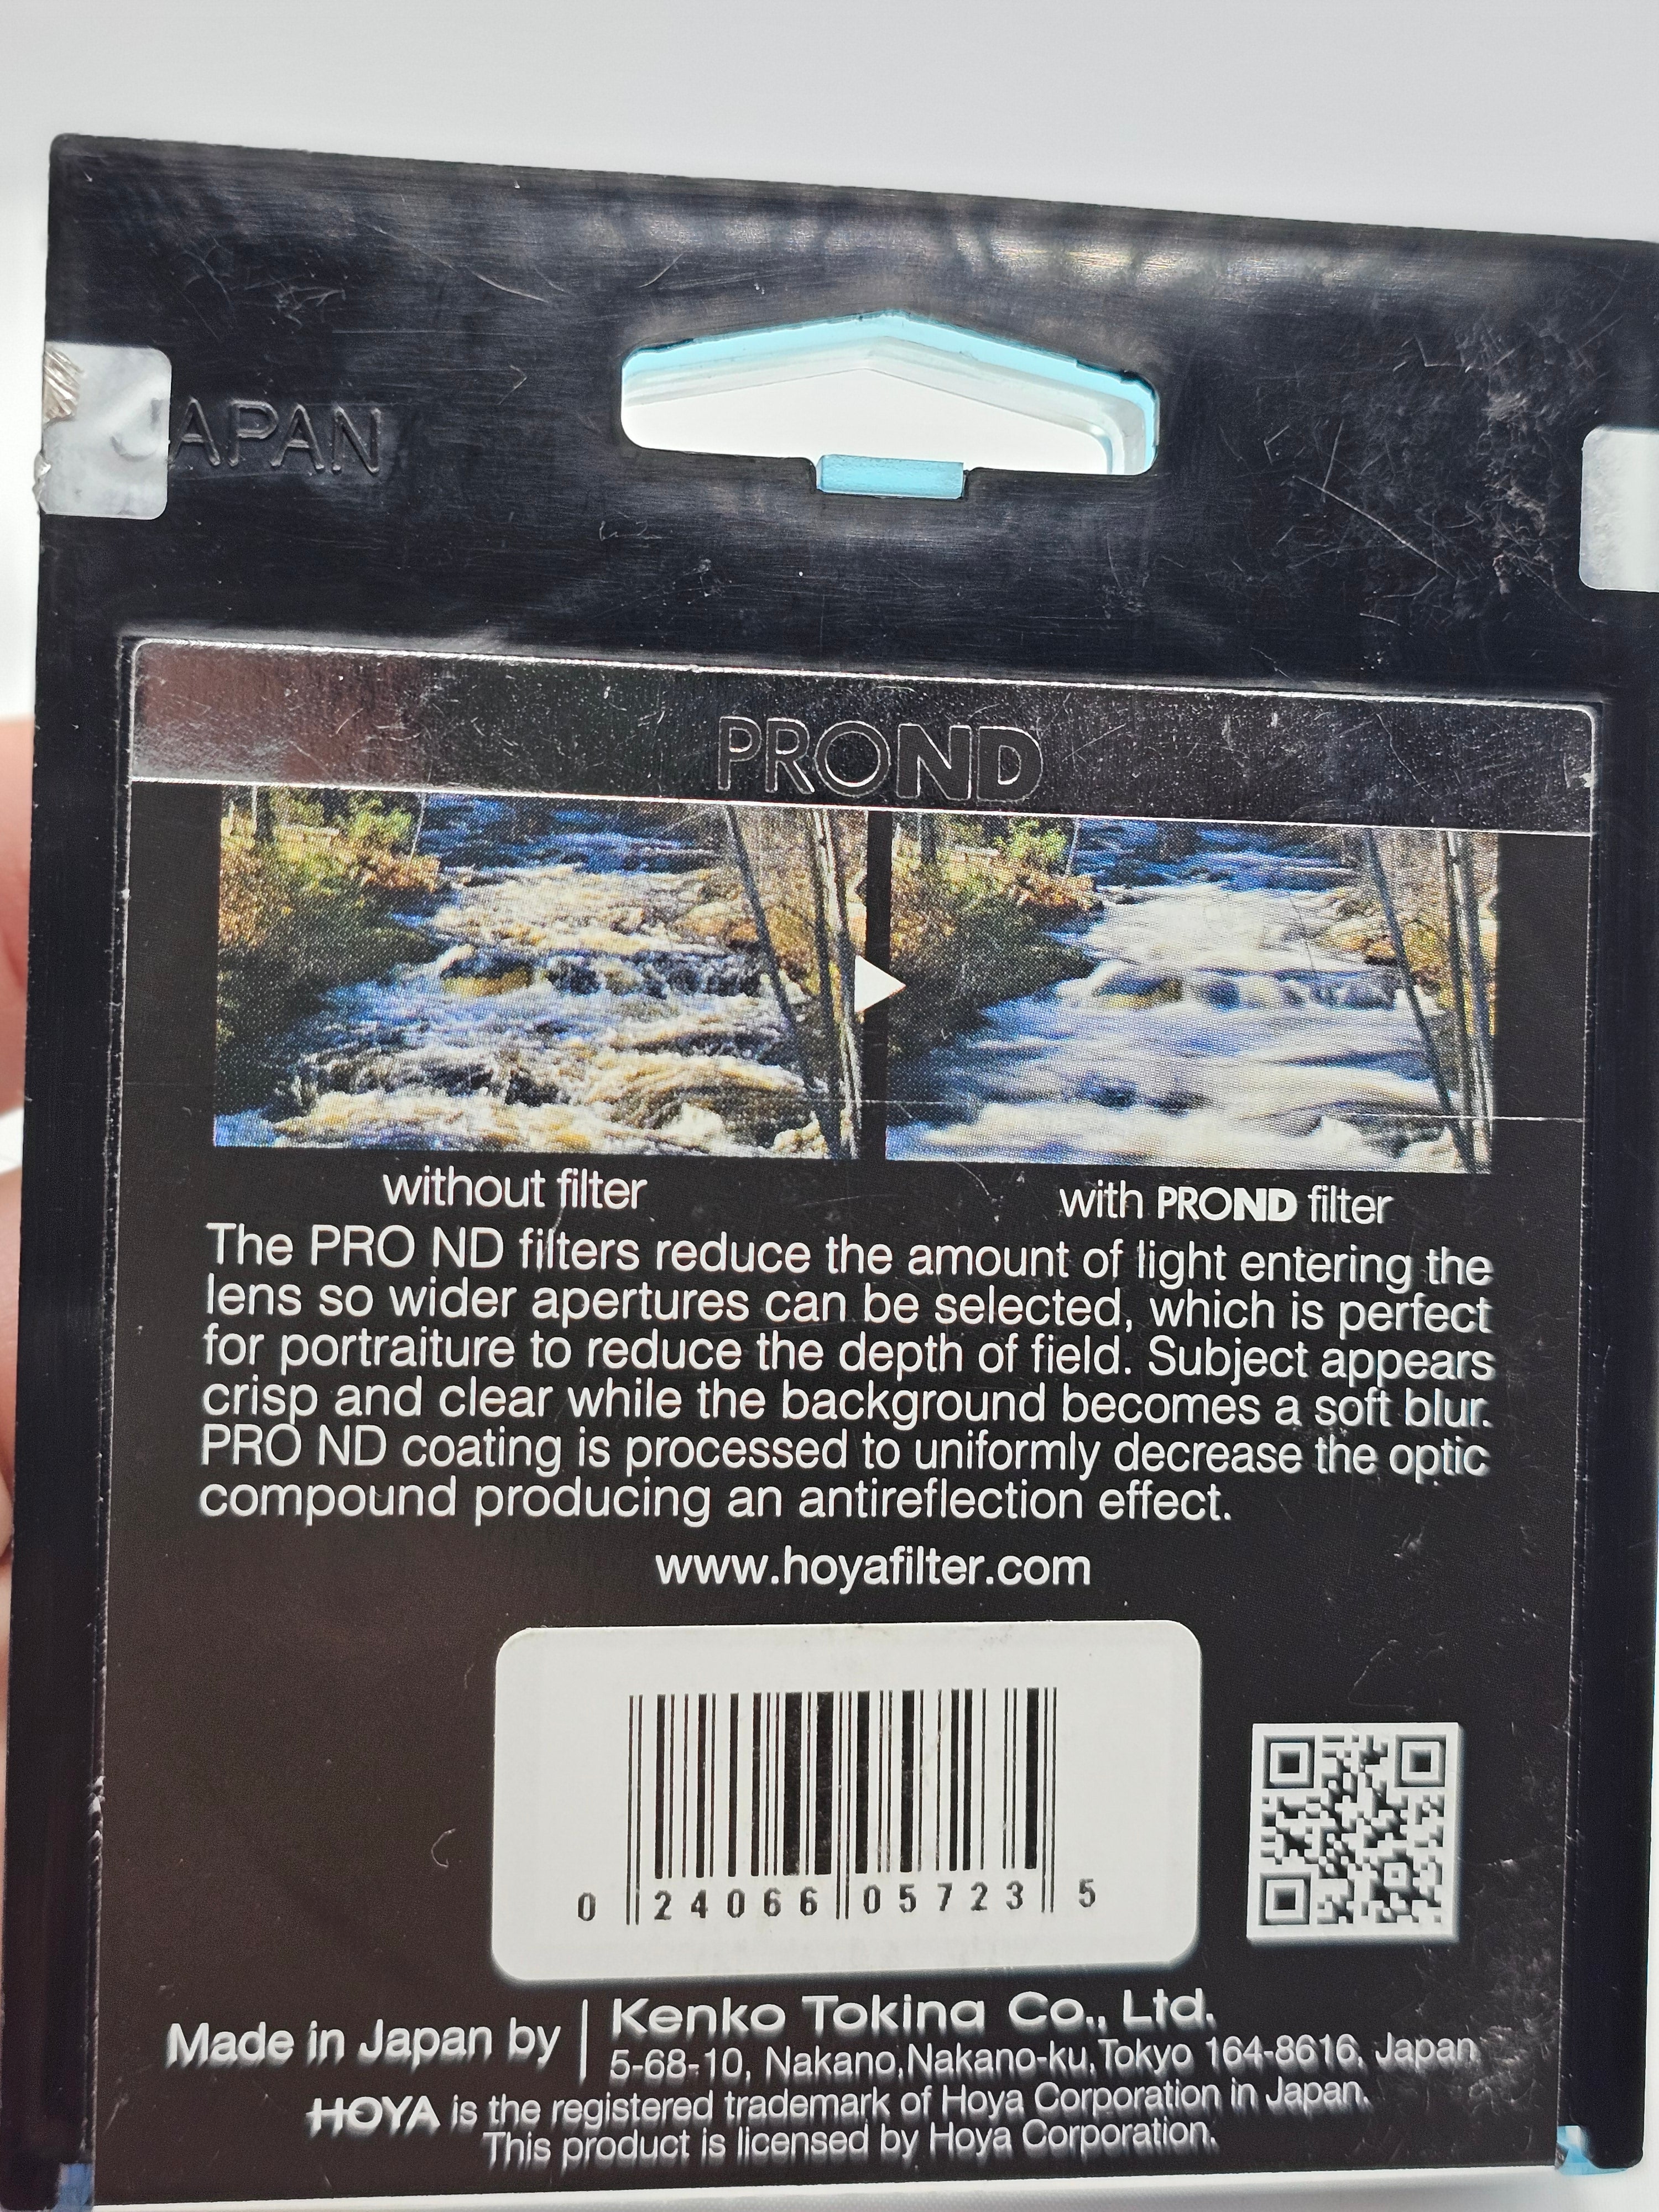 JAPAN
PROND
without filter
with PROND filter
The PRO ND filters reduce the amount of light entering the
lens so wider apertures can be selected, which is perfect
for portraiture to reduce the depth of field. Subject appears
crisp and clear while the background becomes a soft blur.
PRO ND coating is processed to uniformly decrease the optic
compound producing an antireflection effect.
www.hoyafilter.com
0 24066 05723 5
Made in Japan by
Kenko Tokina Co., Ltd.
5-68-10, Nakano,Nakano-ku,Tokyo 164-8616, Japan
HOYA is the registered trademark of Hoya Corporation in Japan.
This product is licensed by Hoya Corporation.